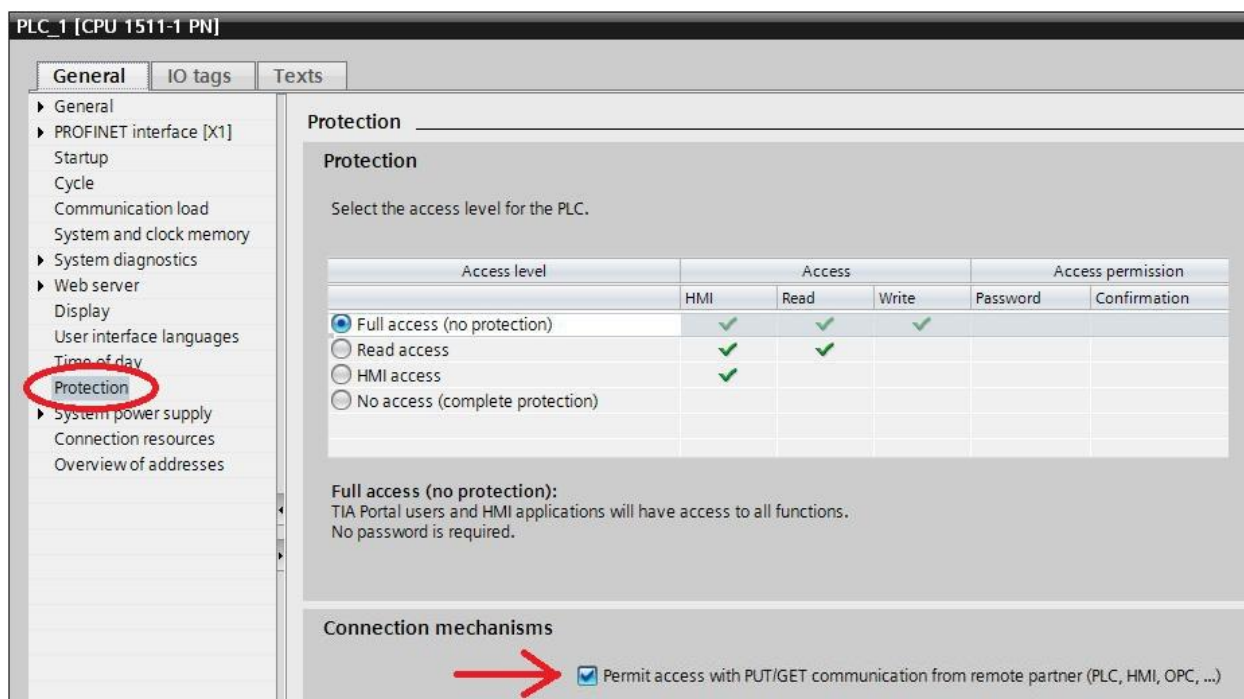 PLC_1 [CPU 1511-1 PN]
General IO tags Texts
General
PROFINET interface [X1]
Startup
Cycle
Communication load
System and clock memory
System diagnostics
Web server
Display
User interface languages
Time of day
Protection
System power supply
Connection resources
Overview of addresses
Protection
Protection
Select the access level for the PLC.
Access level Access Access permission
HMI Read Write Password Confirmation
Full access (no protection)
Read access
HMI access
No access (complete protection)
Full access (no protection):
TIA Portal users and HMI applications will have access to all functions.
No password is required.
Connection mechanisms
Permit access with PUT/GET communication from remote partner (PLC, HMI, OPC, ...)